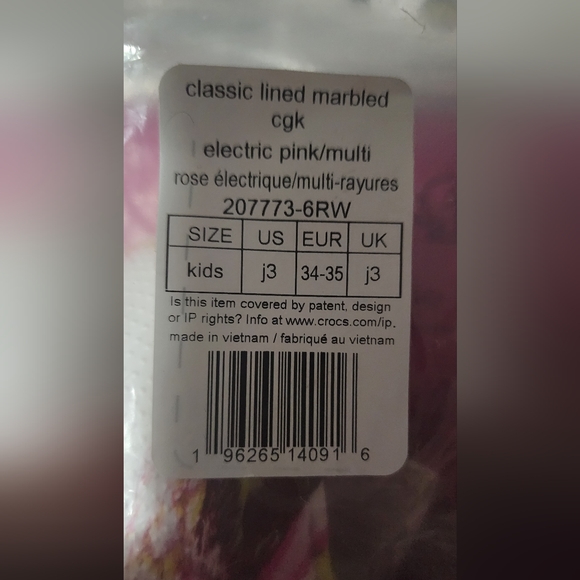 classic lined marbled
cgk
electric pink/multi
rose électrique/multi-rayures
207773-6RW
SIZE US EUR UK
kids j3 34-35 j3
Is this item covered by patent, design
or IP rights? Info at www.crocs.com/ip.
made in vietnam / fabriqué au vietnam
1 96265 14091 6